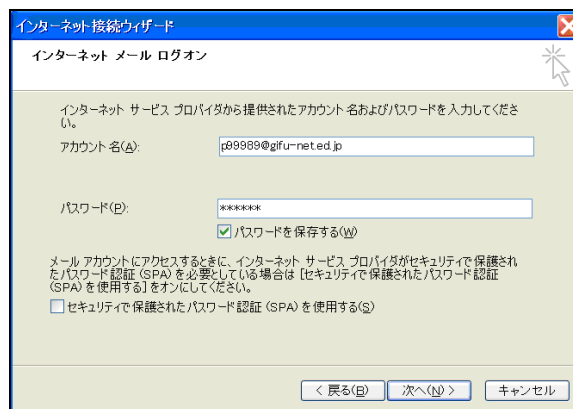 インターネット接続ウィザード
インターネット メール ログオン
インターネット サービス プロバイダから提供されたアカウント名およびパスワードを入力してくださ
い。
アカウント名(A):
p99989@gifu-net.ed.jp
パスワード(P):
******
パスワードを保存する(W)
メール アカウントにアクセスするときに、インターネット サービス プロバイダがセキュリティで保護され
たパスワード認証 (SPA) を必要としている場合は [セキュリティで保護されたパスワード認証
(SPA) を使用する] をオンにしてください。
セキュリティで保護されたパスワード認証 (SPA) を使用する(S)
< 戻る(B) 次へ(N) > キャンセル